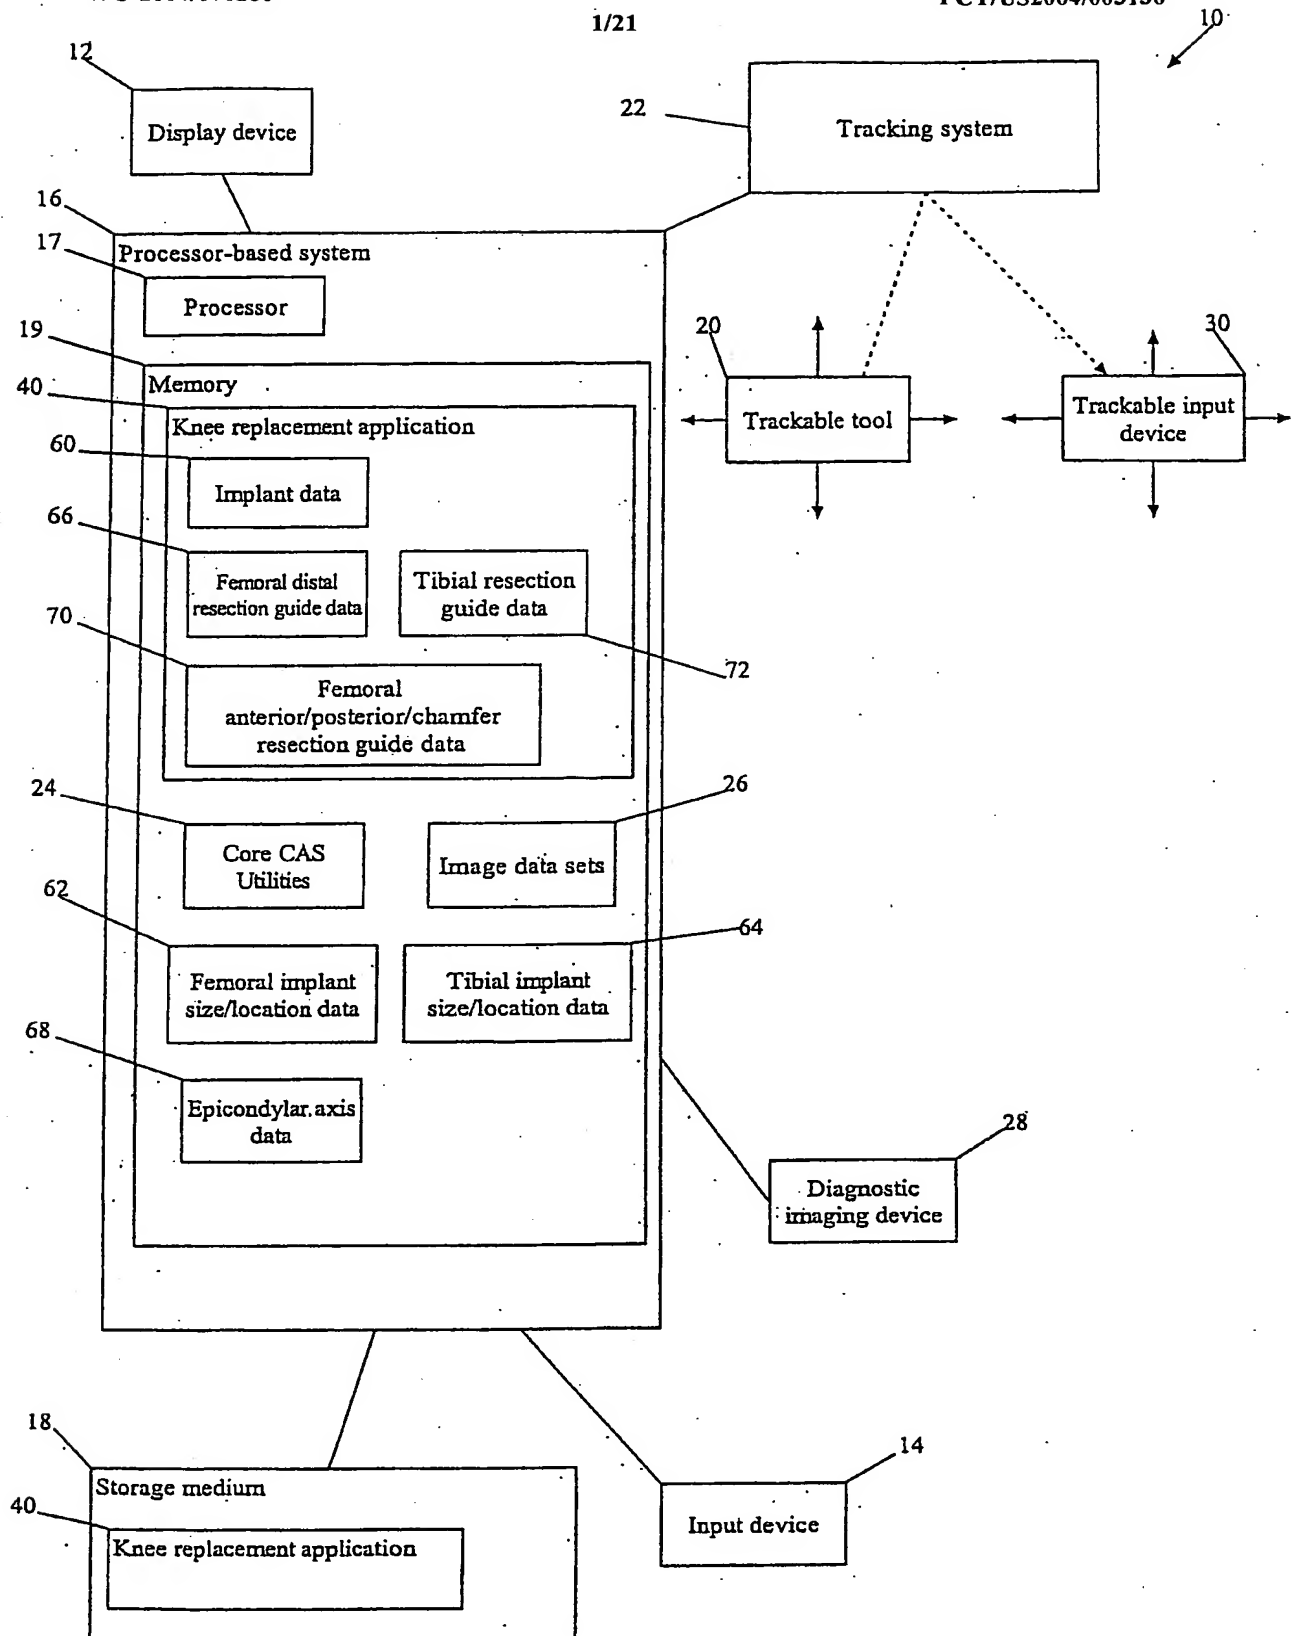 1/21
10
12
Display device
22
Tracking system
16
Processor-based system
17
Processor
19
Memory
20
Trackable tool
30
Trackable input
device
40
Knee replacement application
60
Implant data
66
Femoral distal
resection guide data
Tibial resection
guide data
70
72
Femoral
anterior/posterior/chamfer
resection guide data
24
Core CAS
Utilities
26
Image data sets
62
Femoral implant
size/location data
64
Tibial implant
size/location data
68
Epicondylar axis
data
28
Diagnostic
imaging device
18
Storage medium
40
Knee replacement application
14
Input device